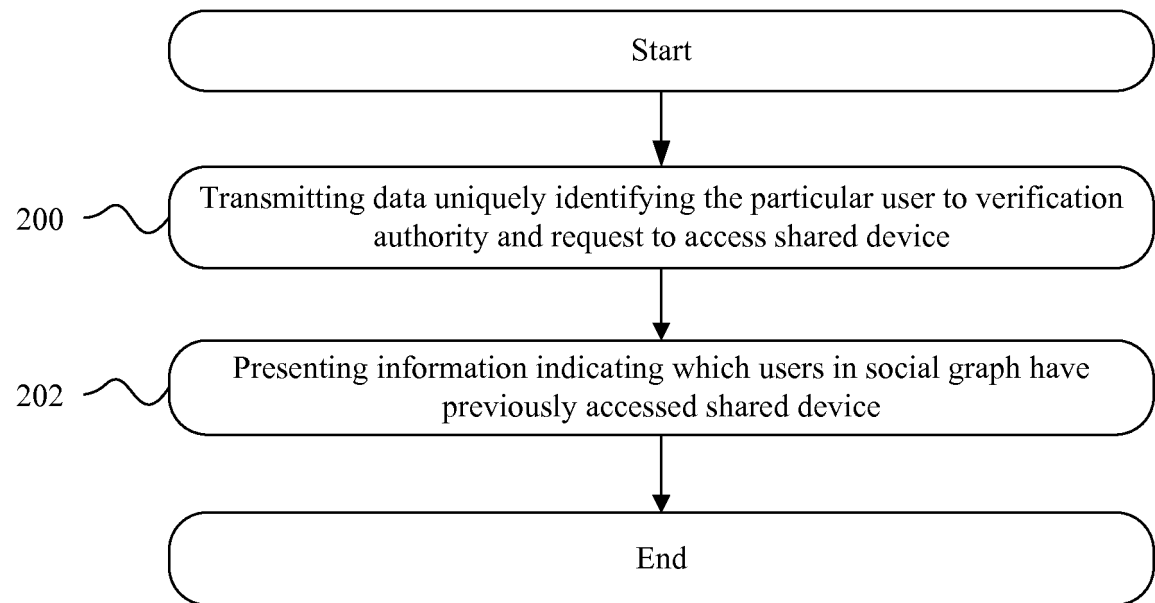 Start
200
Transmitting data uniquely identifying the particular user to verification
authority and request to access shared device
202
Presenting information indicating which users in social graph have
previously accessed shared device
End